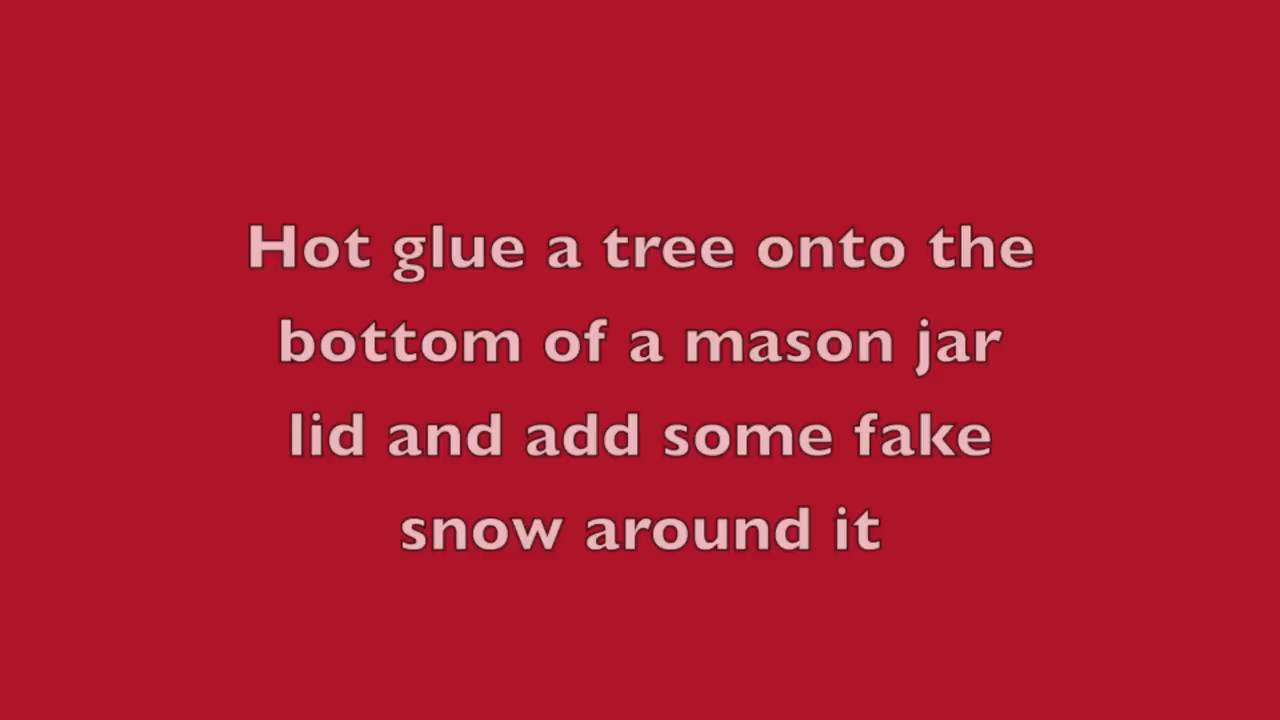 Hot glue a tree onto the
bottom of a mason jar
lid and add some fake
snow around it